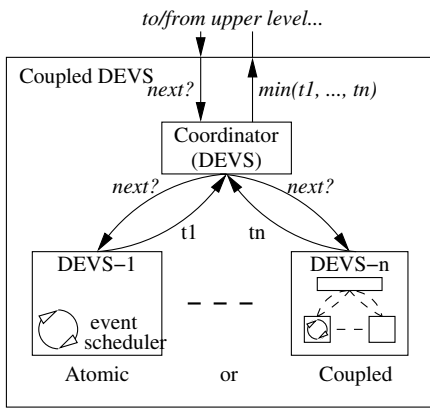 to/from upper level...
Coupled DEVS
next?
min(t1, ..., tn)
Coordinator
(DEVS)
next?
next?
t1
tn
DEVS−1
DEVS−n
event
scheduler
Atomic
or
Coupled